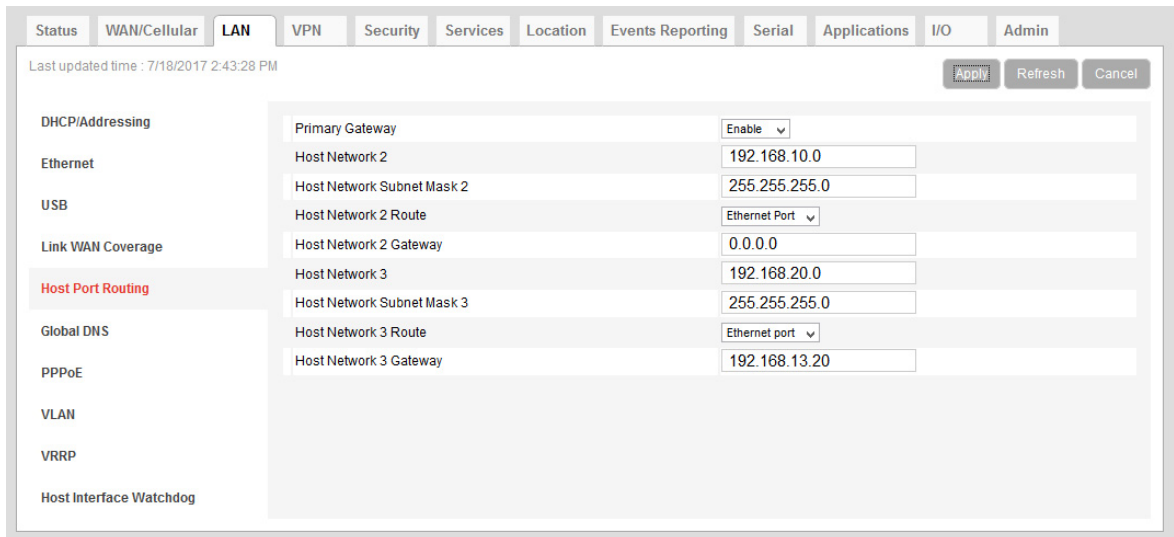 Status WAN/Cellular LAN VPN Security Services Location Events Reporting Serial Applications I/O Admin
Last updated time : 7/18/2017 2:43:28 PM
Apply Refresh Cancel
DHCP/Addressing
Ethernet
USB
Link WAN Coverage
Host Port Routing
Global DNS
PPPoE
VLAN
VRRP
Host Interface Watchdog
Primary Gateway Enable
Host Network 2 192.168.10.0
Host Network Subnet Mask 2 255.255.255.0
Host Network 2 Route Ethernet Port
Host Network 2 Gateway 0.0.0.0
Host Network 3 192.168.20.0
Host Network Subnet Mask 3 255.255.255.0
Host Network 3 Route Ethernet port
Host Network 3 Gateway 192.168.13.20